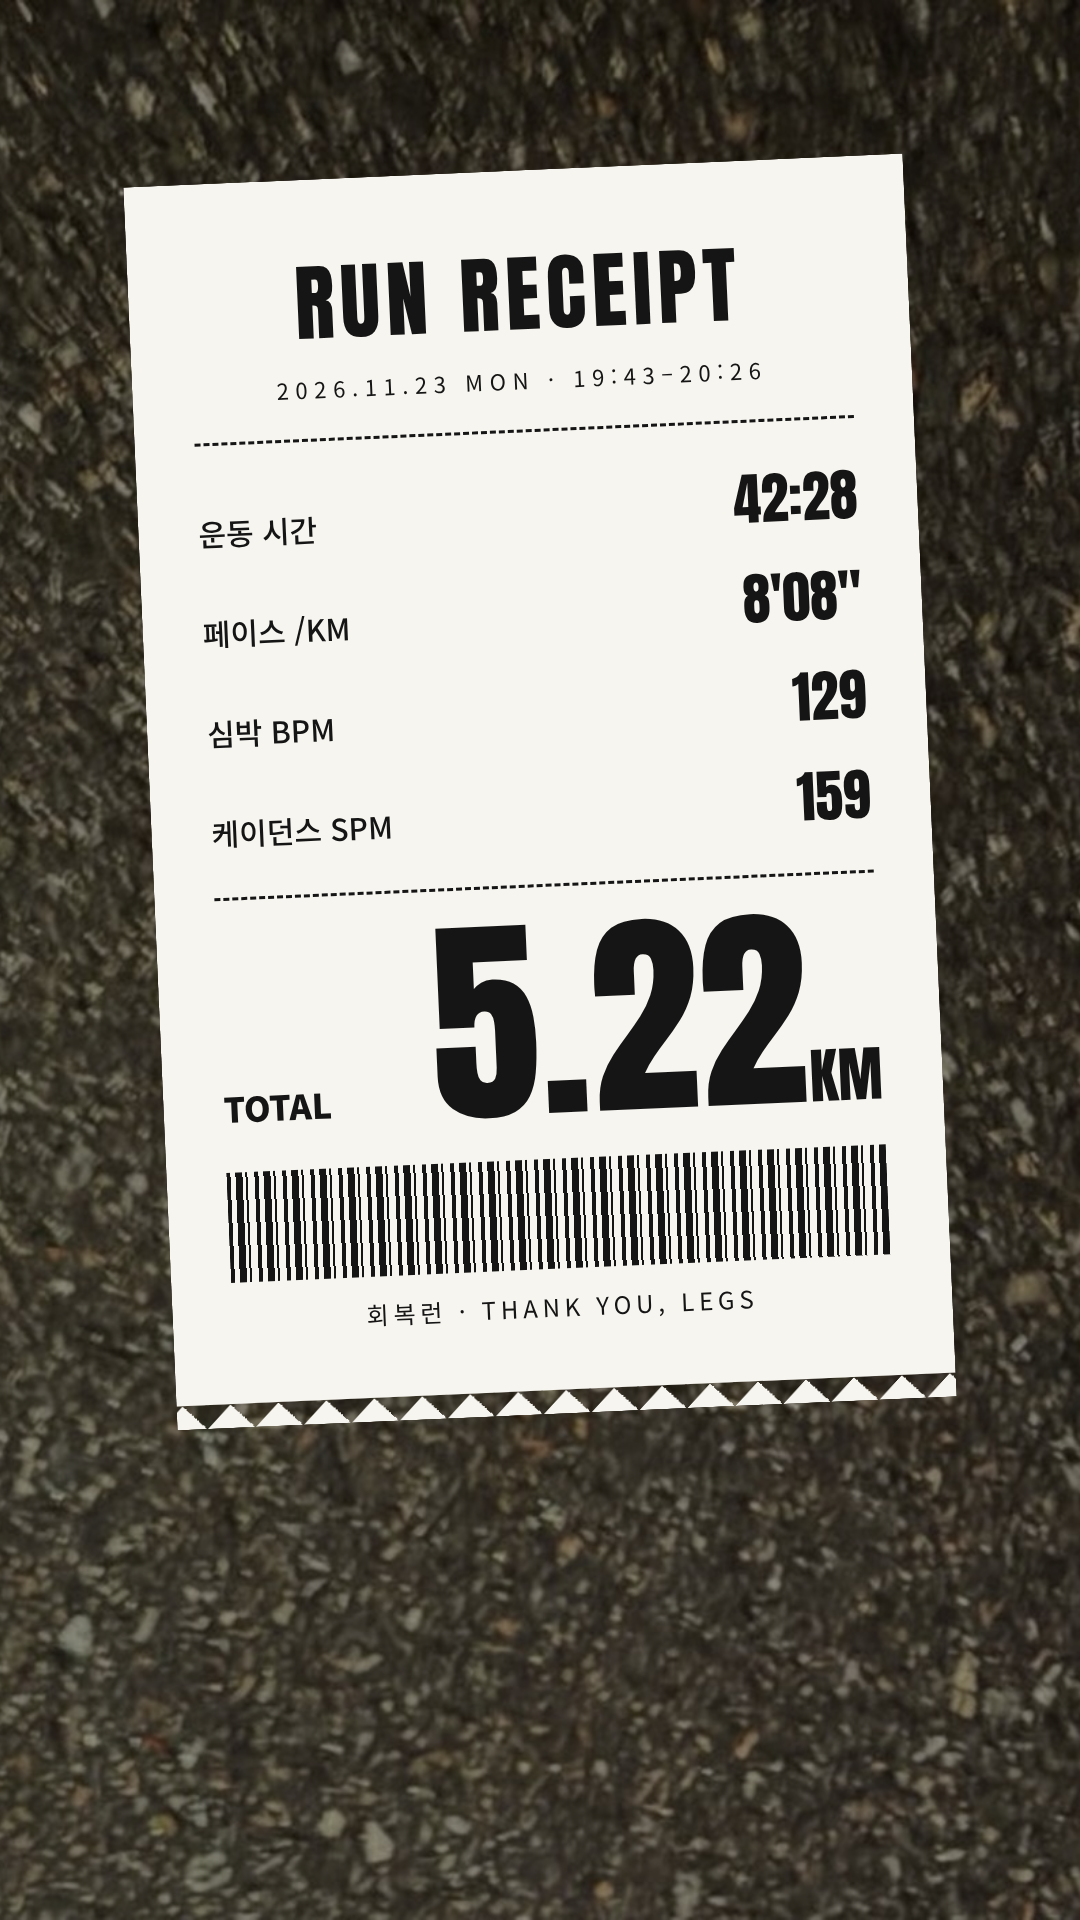 RUN RECEIPT
2026.11.23 MON · 19:43–20:26
운동 시간 42:28
페이스 /KM 8'08"
심박 BPM 129
케이던스 SPM 159
TOTAL 5.22KM
회복런 · THANK YOU, LEGS